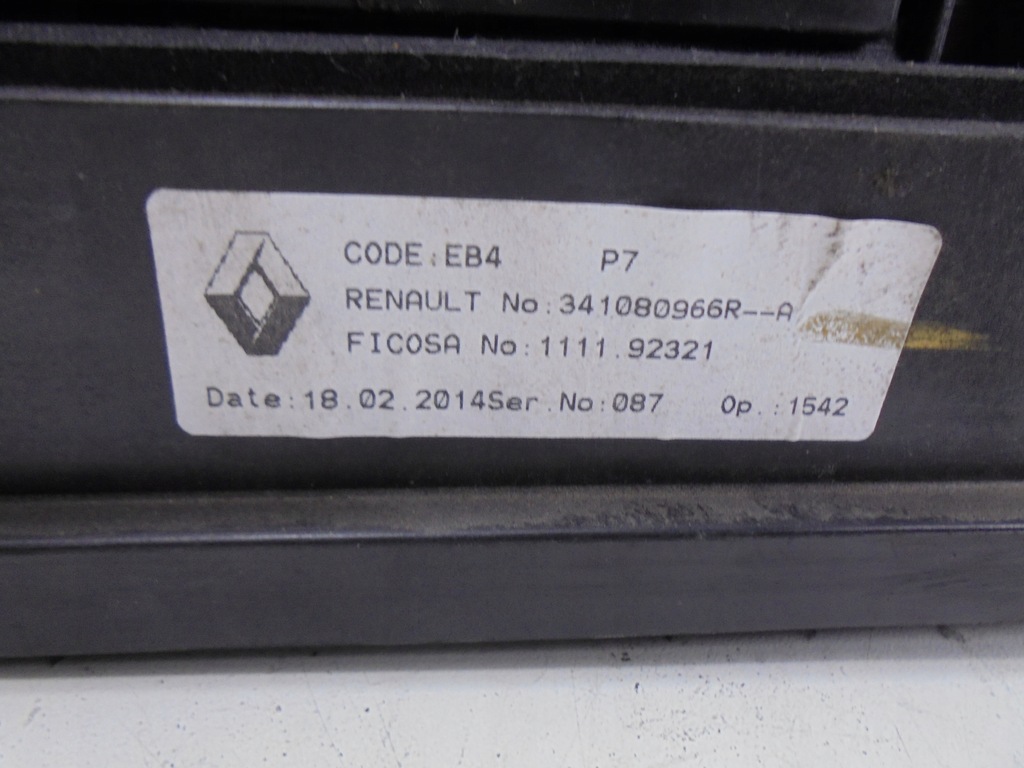 CODE:EB4 P7
RENAULT No:341080966R--A
FICOSA No:1111.92321
Date:18.02.2014Ser.No:087 Op.:1542